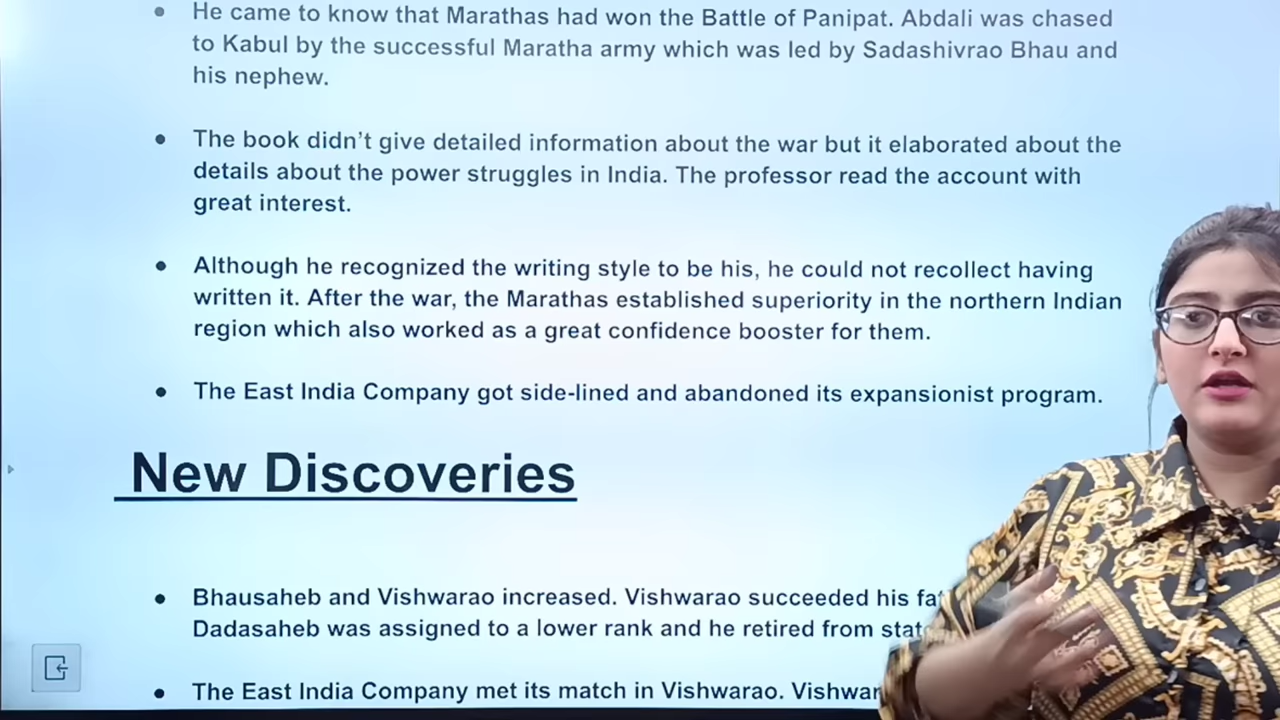 • He came to know that Marathas had won the Battle of Panipat. Abdali was chased
to Kabul by the successful Maratha army which was led by Sadashivrao Bhau and
his nephew.
• The book didn't give detailed information about the war but it elaborated about the
details about the power struggles in India. The professor read the account with
great interest.
• Although he recognized the writing style to be his, he could not recollect having
written it. After the war, the Marathas established superiority in the northern Indian
region which also worked as a great confidence booster for them.
• The East India Company got side-lined and abandoned its expansionist program.
New Discoveries
• Bhausaheb and Vishwarao increased. Vishwarao succeeded his
Dadasaheb was assigned to a lower rank and he retired from
• The East India Company met its match in Vishwarao.